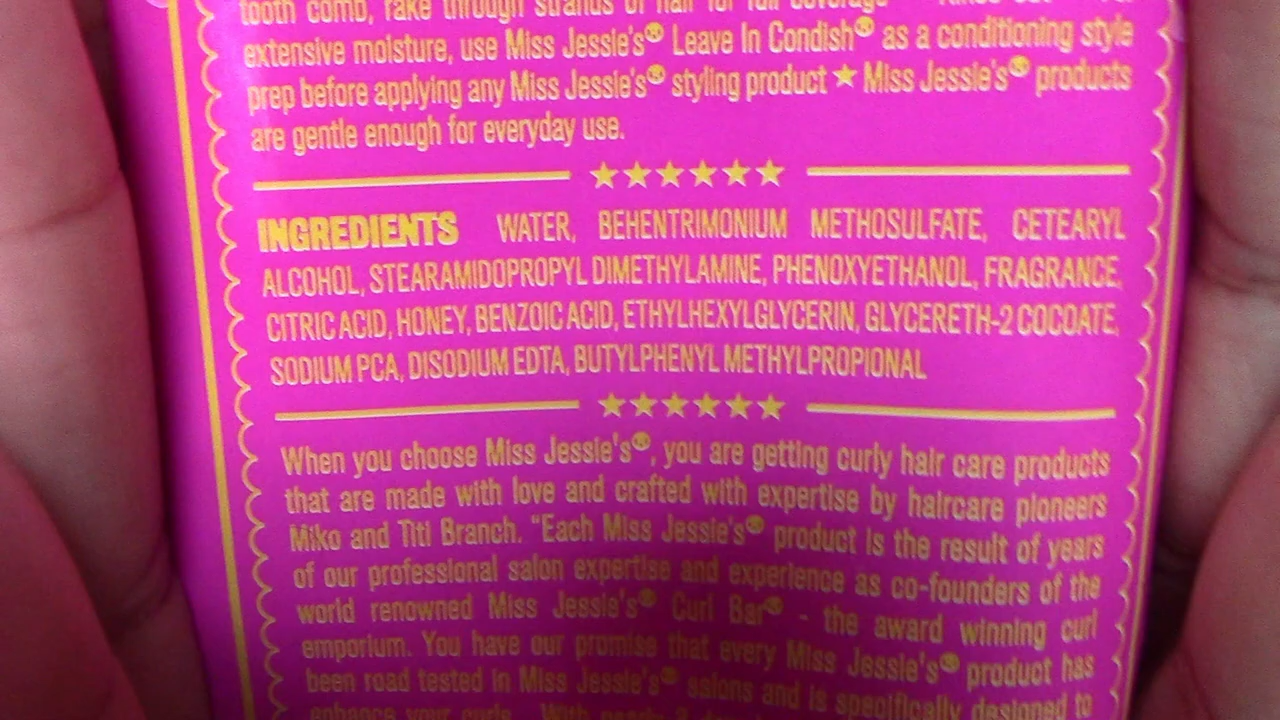 tooth comb, rake through strands of hair for full coverage
extensive moisture, use Miss Jessie's® Leave In Condish® as a conditioning style
prep before applying any Miss Jessie's® styling product ★ Miss Jessie's® products
are gentle enough for everyday use.
★★★★★★
INGREDIENTS WATER, BEHENTRIMONIUM METHOSULFATE, CETEARYL
ALCOHOL, STEARAMIDOPROPYL DIMETHYLAMINE, PHENOXYETHANOL, FRAGRANCE,
CITRIC ACID, HONEY, BENZOIC ACID, ETHYLHEXYLGLYCERIN, GLYCERETH-2 COCOATE,
SODIUM PCA, DISODIUM EDTA, BUTYLPHENYL METHYLPROPIONAL
★★★★★★
When you choose Miss Jessie's®, you are getting curly hair care products
that are made with love and crafted with expertise by haircare pioneers
Miko and Titi Branch. "Each Miss Jessie's® product is the result of years
of our professional salon expertise and experience as co-founders of the
world renowned Miss Jessie's® Curl Bar® - the award winning curl
emporium. You have our promise that every Miss Jessie's® product has
been road tested in Miss Jessie's® salons and is specifically designed to
enhance your curls. With nearly